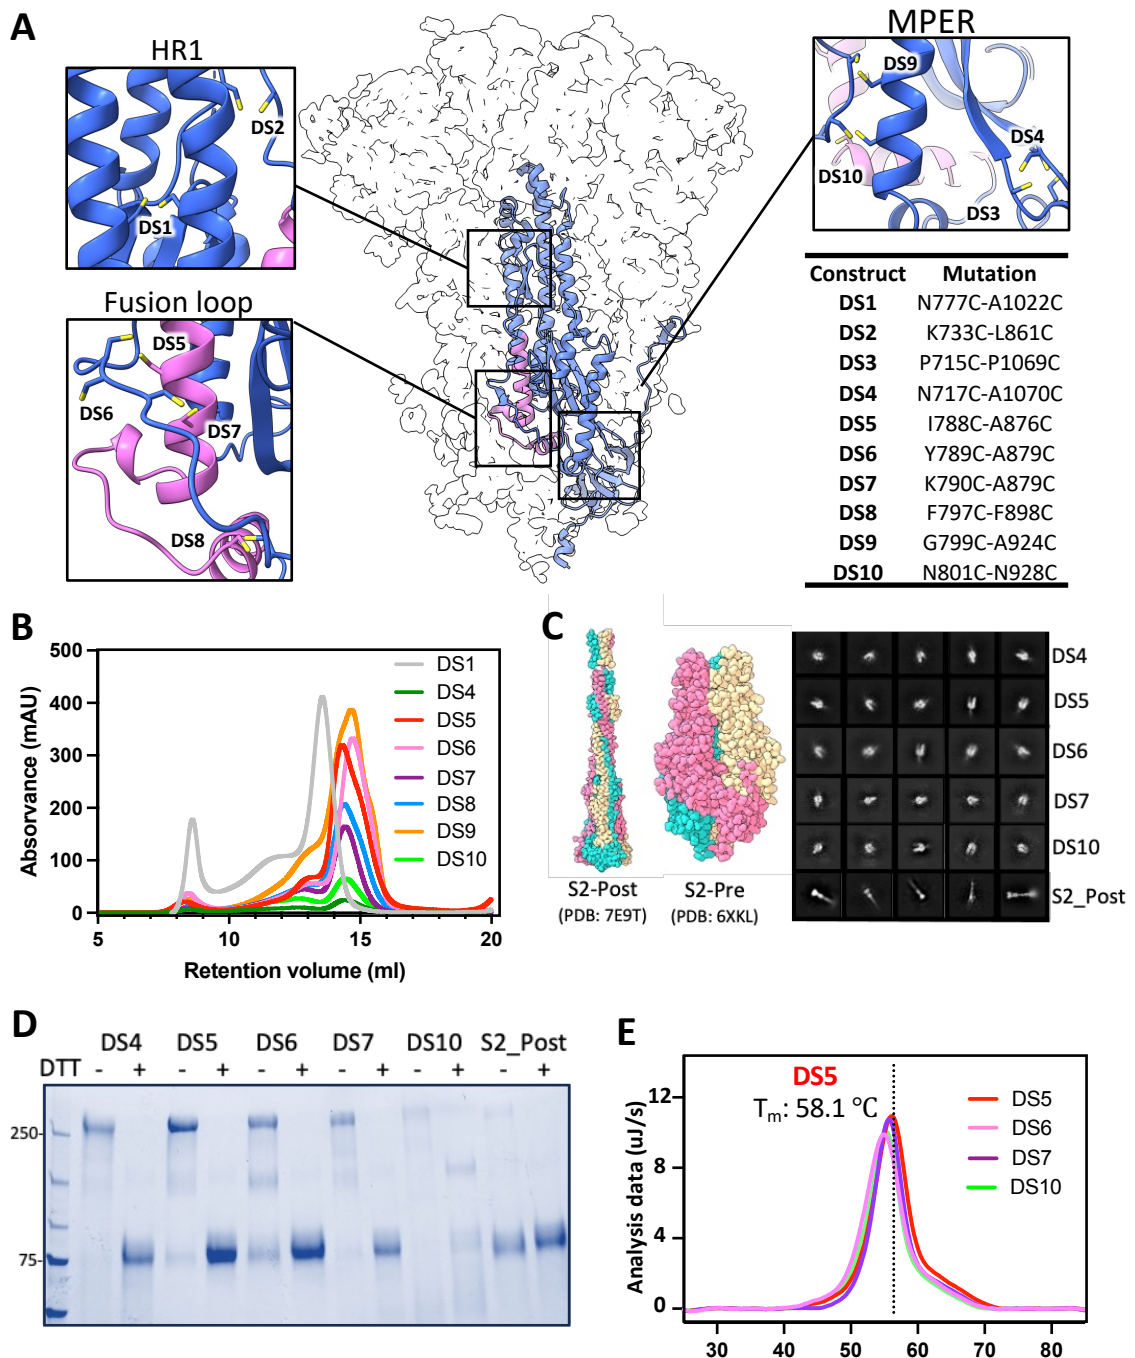 A
HR1
DS2
DS1
Fusion loop
DS5
DS6
DS7
DS8
MPER
DS9
DS4
DS10
DS3
Construct Mutation
DS1 N777C-A1022C
DS2 K733C-L861C
DS3 P715C-P1069C
DS4 N717C-A1070C
DS5 I788C-A876C
DS6 Y789C-A879C
DS7 K790C-A879C
DS8 F797C-F898C
DS9 G799C-A924C
DS10 N801C-N928C
B
500
400
300
200
100
0
5 10 15 20
Absorvance (mAU)
Retention volume (ml)
DS1
DS4
DS5
DS6
DS7
DS8
DS9
DS10
C
S2-Post
(PDB: 7E9T)
S2-Pre
(PDB: 6XKL)
DS4
DS5
DS6
DS7
DS10
S2_Post
D
DS4 DS5 DS6 DS7 DS10 S2_Post
DTT - + - + - + - + - + - +
250-
75-
E
DS5
Tm: 58.1 °C
12
8
4
0
30 40 50 60 70 80
Analysis data (uJ/s)
DS5
DS6
DS7
DS10